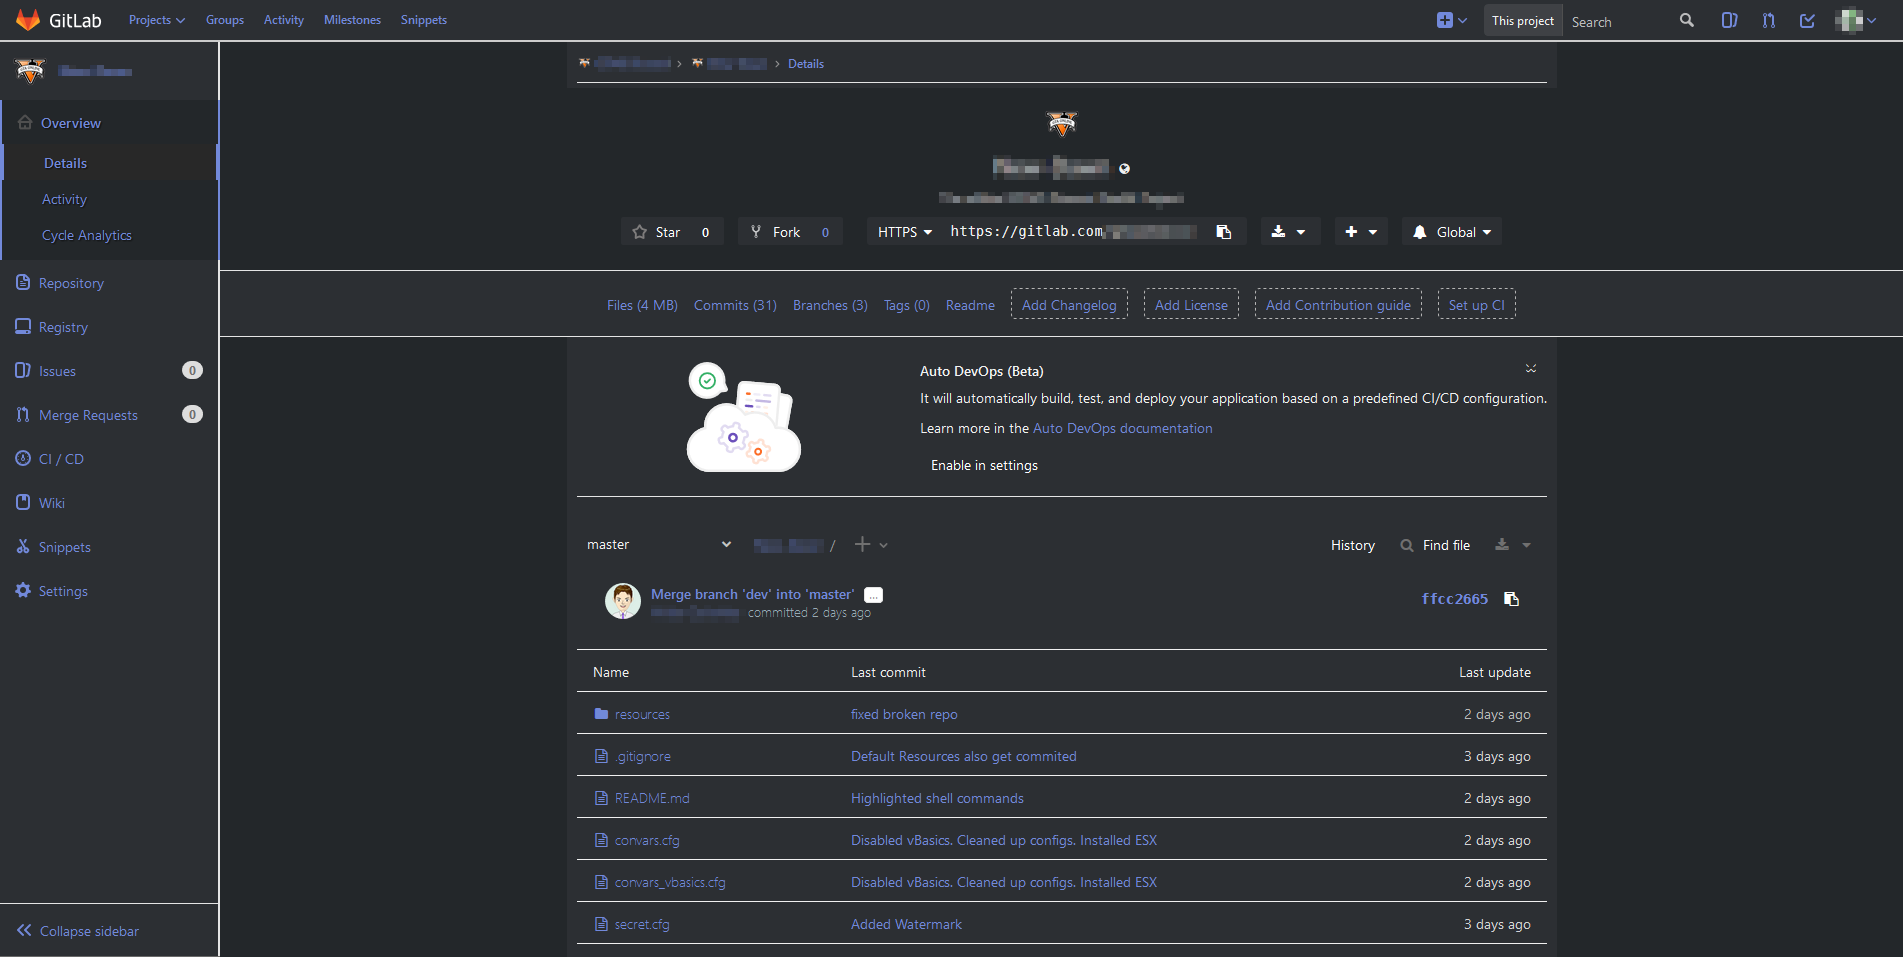 GitLab Projects Groups Activity Milestones Snippets This project Search
Details
Overview
Details
Activity
Cycle Analytics
Repository
Registry
Issues 0
Merge Requests 0
CI / CD
Wiki
Snippets
Settings
Collapse sidebar
Star 0 Fork 0 HTTPS https://gitlab.com Global
Files (4 MB) Commits (31) Branches (3) Tags (0) Readme Add Changelog Add License Add Contribution guide Set up CI
Auto DevOps (Beta)
It will automatically build, test, and deploy your application based on a predefined CI/CD configuration.
Learn more in the Auto DevOps documentation
Enable in settings
master / History Find file
Merge branch 'dev' into 'master' ...
committed 2 days ago
ffcc2665
Name Last commit Last update
resources fixed broken repo 2 days ago
.gitignore Default Resources also get commited 3 days ago
README.md Highlighted shell commands 2 days ago
convars.cfg Disabled vBasics. Cleaned up configs. Installed ESX 2 days ago
convars_vbasics.cfg Disabled vBasics. Cleaned up configs. Installed ESX 2 days ago
secret.cfg Added Watermark 3 days ago